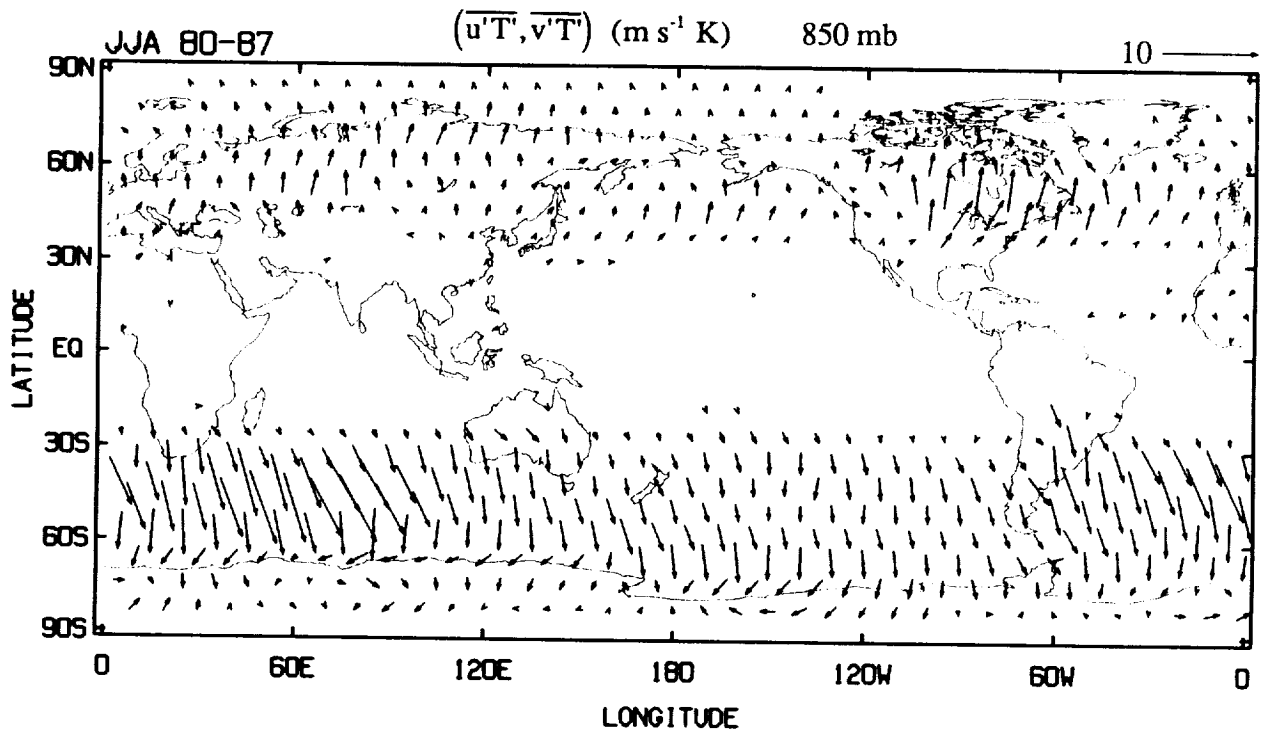 JJA 80-87 (u'T', v'T') (m s⁻¹ K) 850 mb 10
90N
60N
30N
EQ
30S
60S
90S
LATITUDE
0 60E 120E 180 120W 60W 0
LONGITUDE